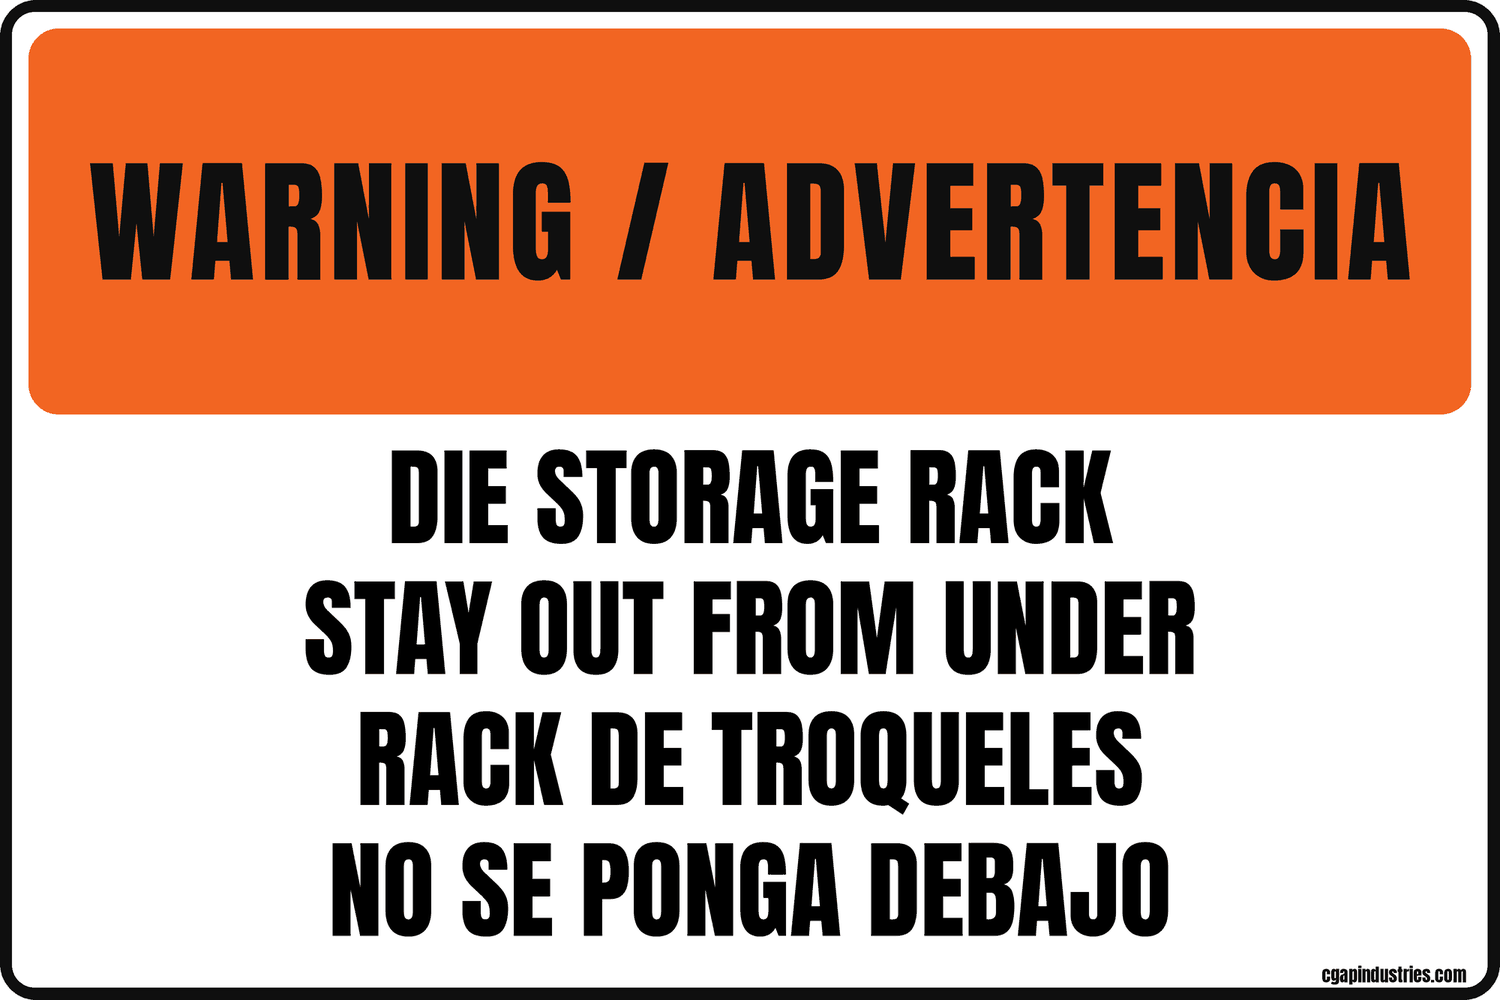 WARNING / ADVERTENCIA
DIE STORAGE RACK
STAY OUT FROM UNDER
RACK DE TROQUELES
NO SE PONGA DEBAJO
cgapindustries.com